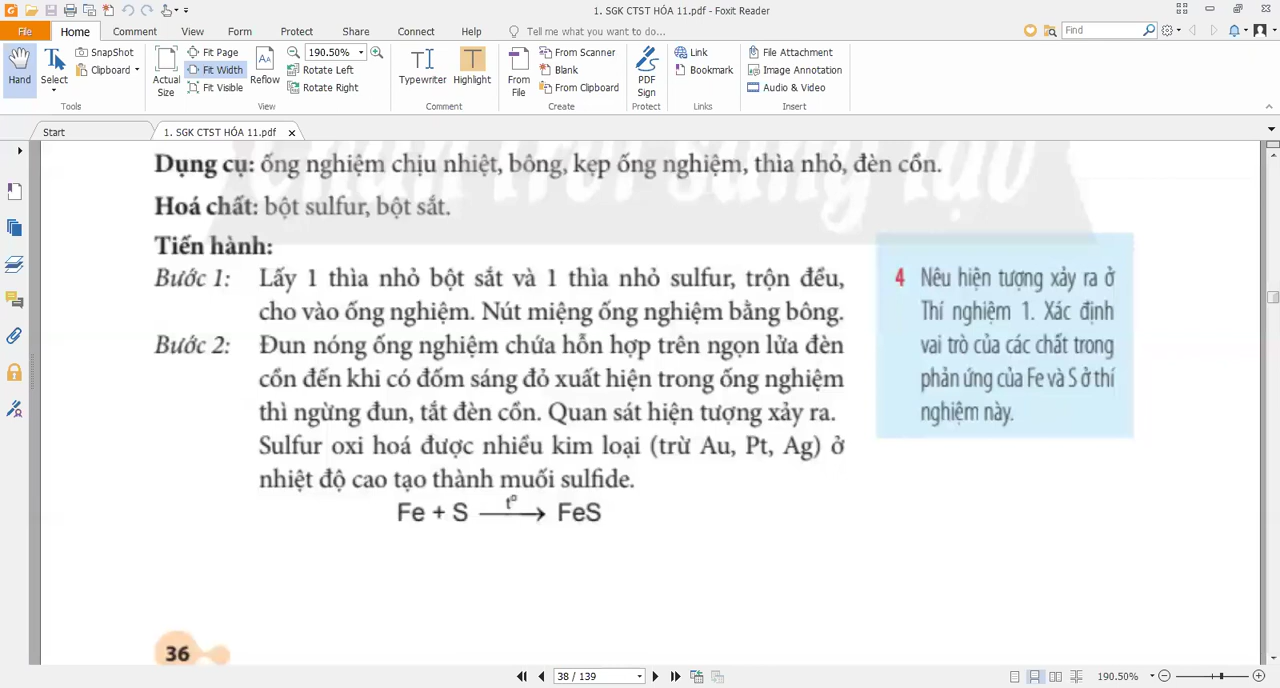 1. SGK CTST HÓA 11.pdf - Foxit Reader
File Home Comment View Form Protect Share Connect Help Tell me what you want to do... Find
SnapShot Fit Page 190.50% From Scanner Link File Attachment
Hand Select Clipboard Actual Size Fit Width Reflow Rotate Left Typewriter Highlight From File Blank PDF Sign Bookmark Image Annotation
Fit Visible Rotate Right From Clipboard Audio & Video
Tools View Comment Create Protect Links Insert
Start 1. SGK CTST HÓA 11.pdf
Chân trời sáng tạo
Dụng cụ: ống nghiệm chịu nhiệt, bông, kẹp ống nghiệm, thìa nhỏ, đèn cồn.
Hoá chất: bột sulfur, bột sắt.
Tiến hành:
Bước 1: Lấy 1 thìa nhỏ bột sắt và 1 thìa nhỏ sulfur, trộn đều,
cho vào ống nghiệm. Nút miệng ống nghiệm bằng bông.
Bước 2: Đun nóng ống nghiệm chứa hỗn hợp trên ngọn lửa đèn
cồn đến khi có đốm sáng đỏ xuất hiện trong ống nghiệm
thì ngừng đun, tắt đèn cồn. Quan sát hiện tượng xảy ra.
Sulfur oxi hoá được nhiều kim loại (trừ Au, Pt, Ag) ở
nhiệt độ cao tạo thành muối sulfide.
Fe + S —t°→ FeS
4 Nêu hiện tượng xảy ra ở
Thí nghiệm 1. Xác định
vai trò của các chất trong
phản ứng của Fe và S ở thí
nghiệm này.
36
38 / 139 190.50%